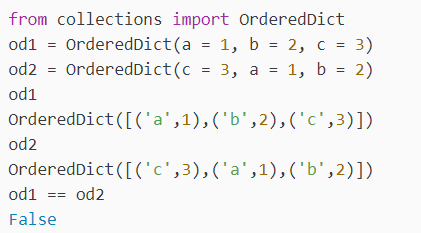 from collections import OrderedDict
od1 = OrderedDict(a = 1, b = 2, c = 3)
od2 = OrderedDict(c = 3, a = 1, b = 2)
od1
OrderedDict([('a',1),('b',2),('c',3)])
od2
OrderedDict([('c',3),('a',1),('b',2)])
od1 == od2
False